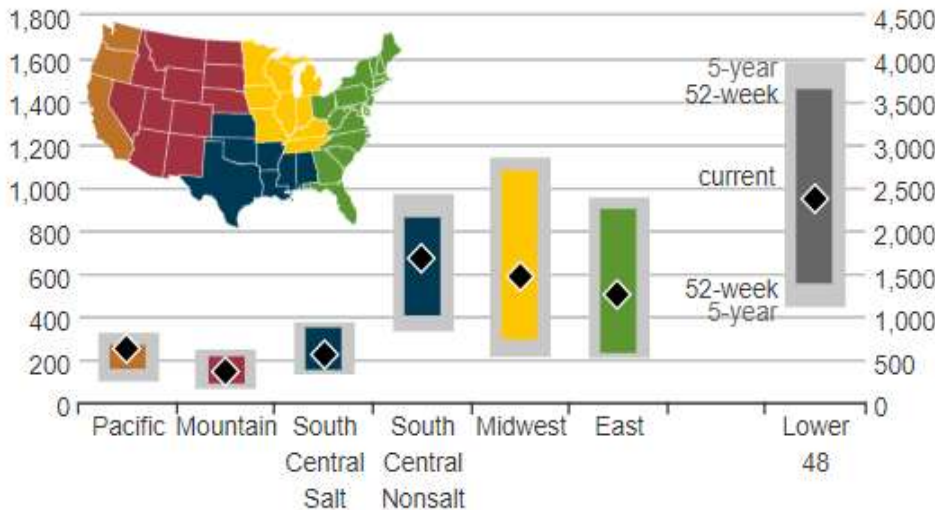 1,800
1,600
1,400
1,200
1,000
800
600
400
200
0
4,500
4,000
3,500
3,000
2,500
2,000
1,500
1,000
500
0
5-year
52-week
current
52-week
5-year
Pacific
Mountain
South
Central
Salt
South
Central
Nonsalt
Midwest
East
Lower
48